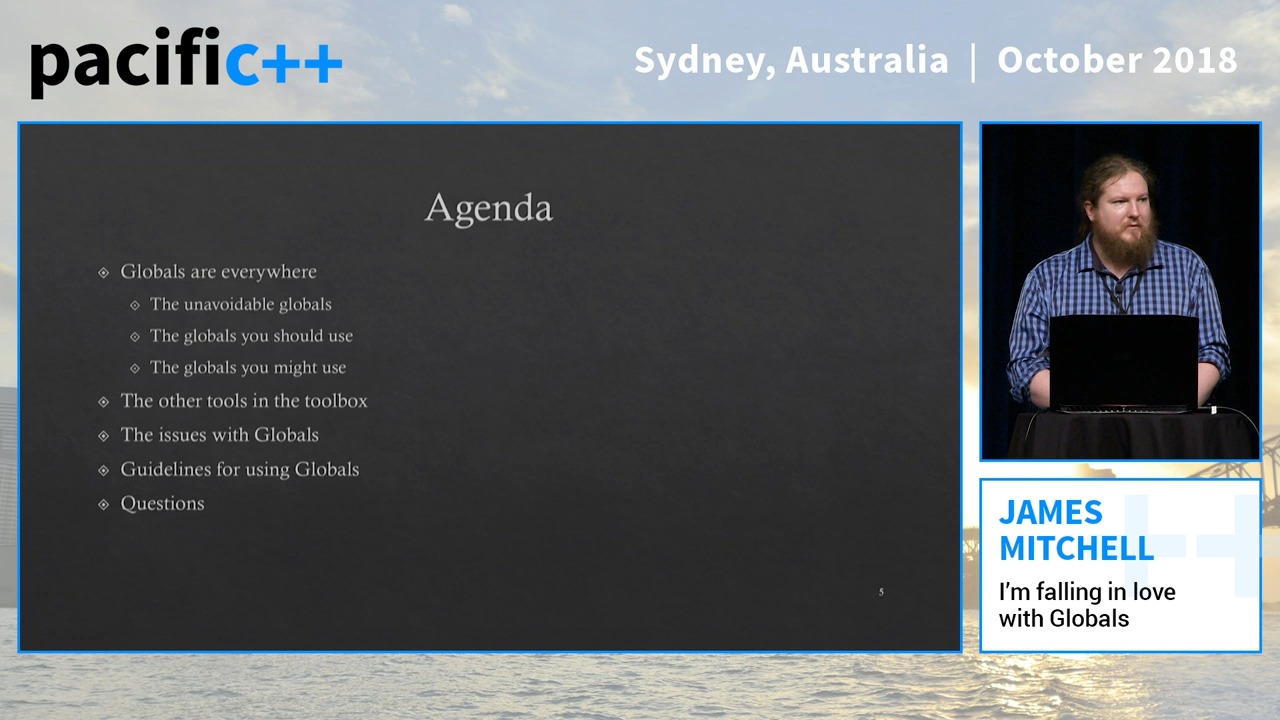 pacific++
Sydney, Australia | October 2018
Agenda
Globals are everywhere
The unavoidable globals
The globals you should use
The globals you might use
The other tools in the toolbox
The issues with Globals
Guidelines for using Globals
Questions
5
JAMES
MITCHELL
I'm falling in love
with Globals